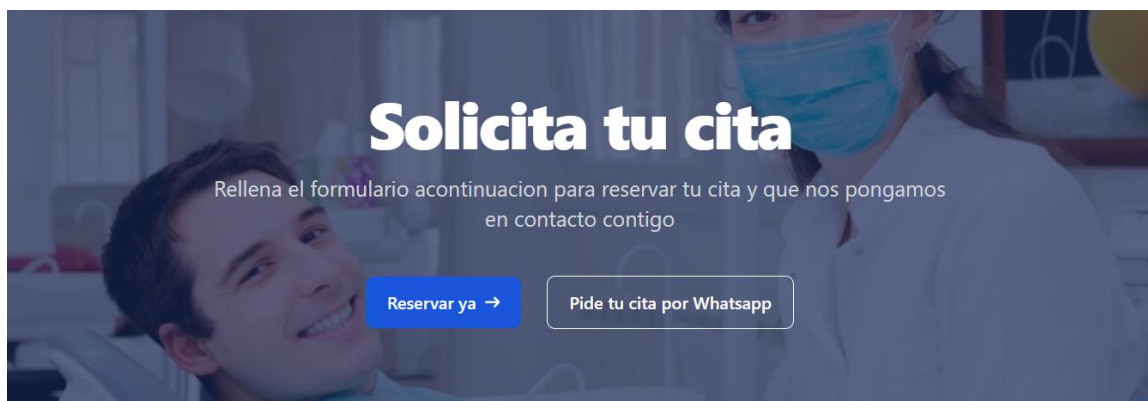 Solicita tu cita
Rellena el formulario acontinuacion para reservar tu cita y que nos pongamos
en contacto contigo
Reservar ya →
Pide tu cita por Whatsapp